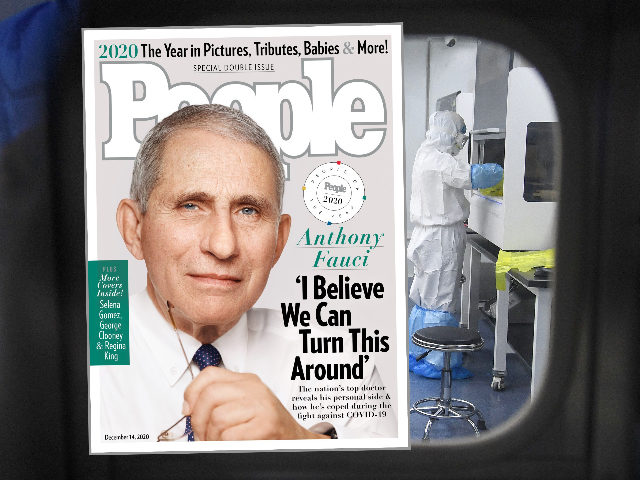 2020 The Year in Pictures, Tributes, Babies & More!
SPECIAL DOUBLE ISSUE
People
People
2020
Anthony
Fauci
'I Believe
We Can
Turn This
Around'
The nation's top doctor
reveals his personal side &
how he's coped during the
fight against COVID-19
PLUS
More
Covers
Inside!
Selena
Gomez,
George
Clooney
& Regina
King
December 14, 2020